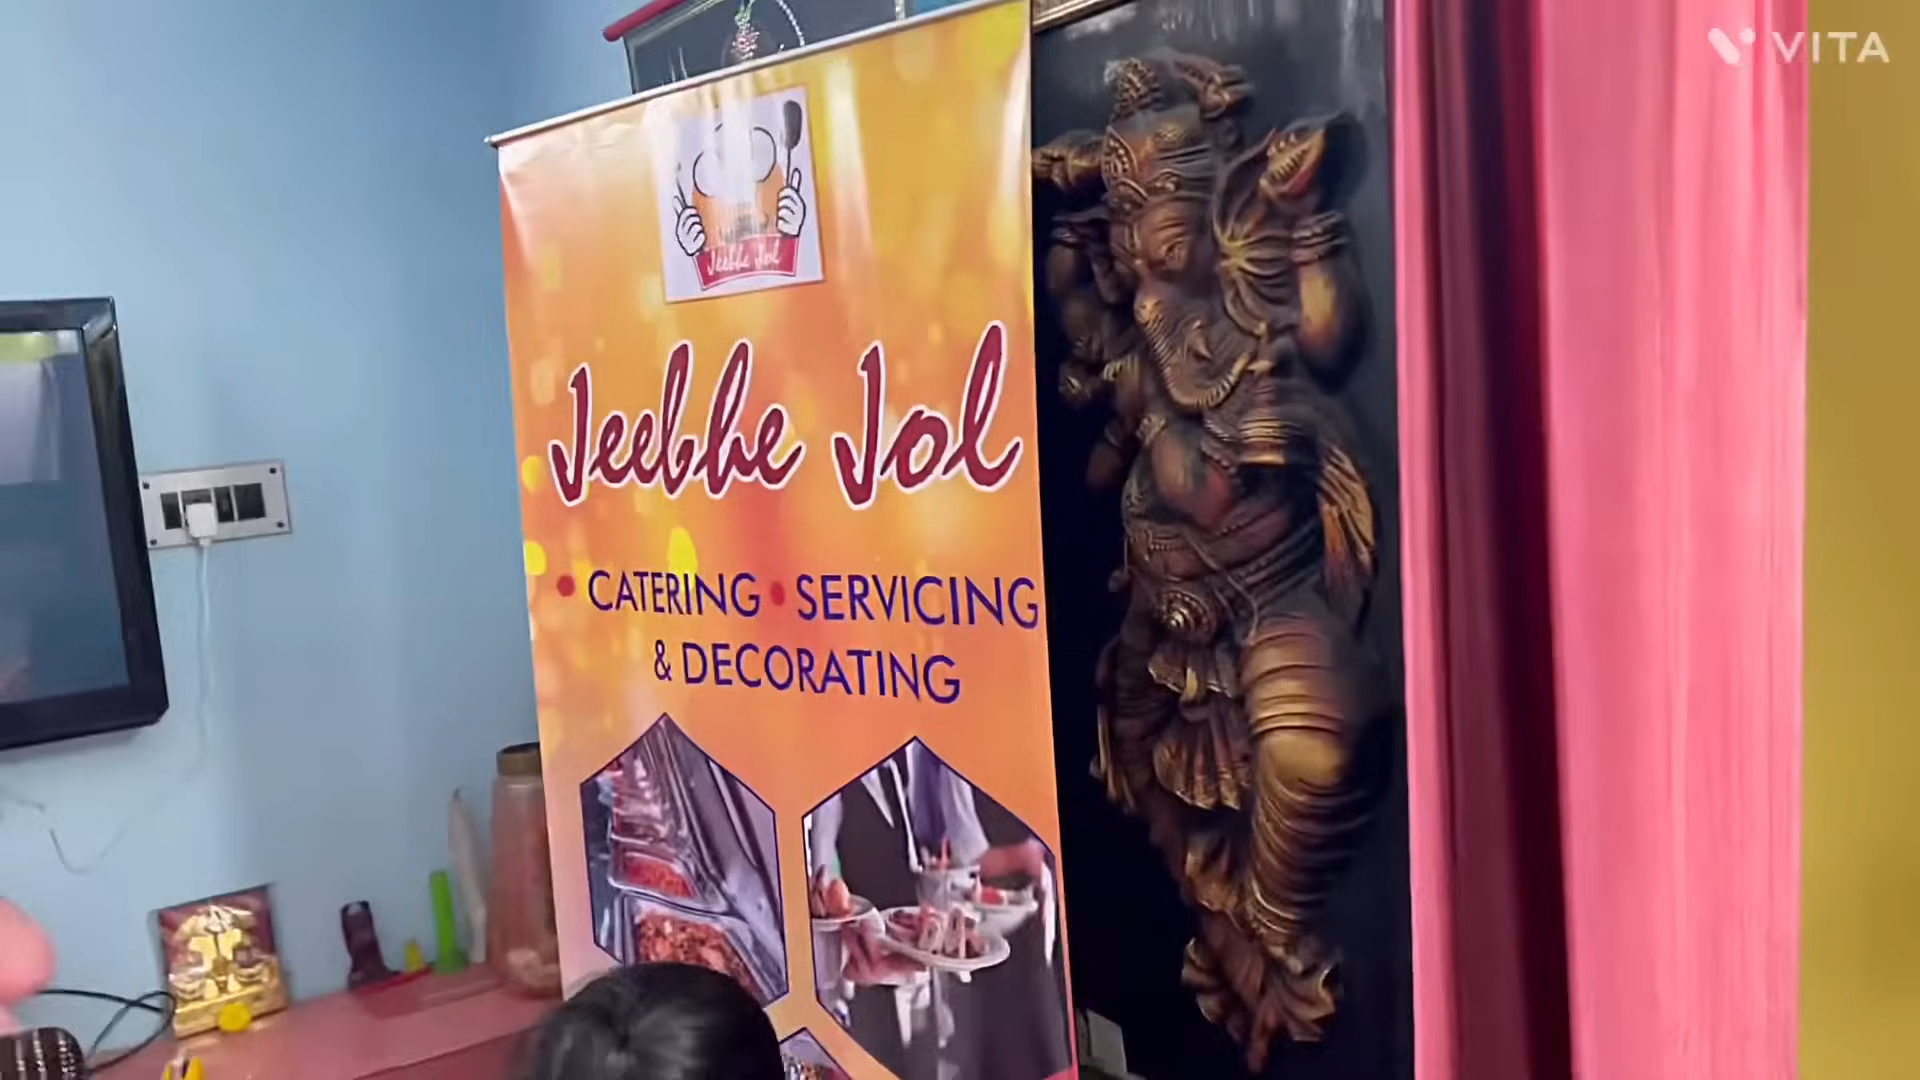 VITA
Jeebhe Jol
Jeebhe Jol
• CATERING • SERVICING
& DECORATING